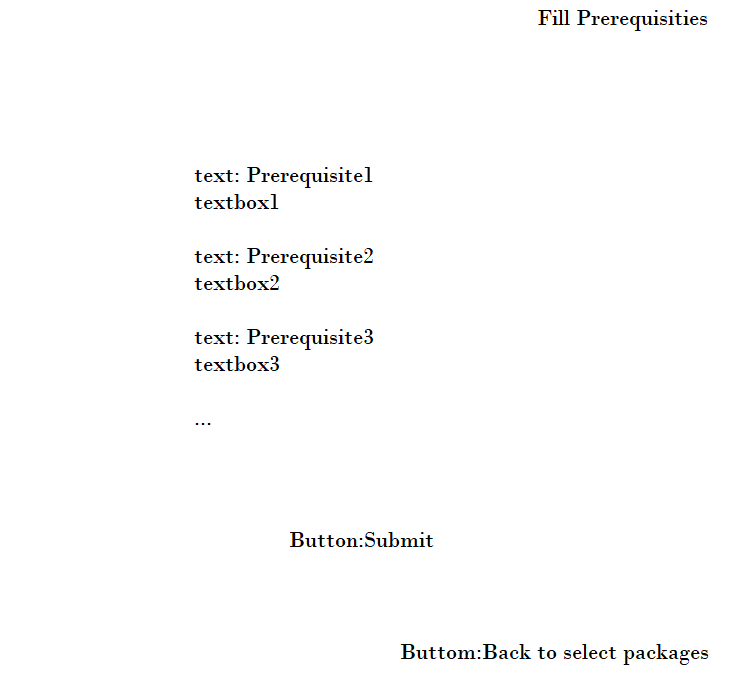 Fill Prerequisities
text: Prerequisite1
textbox1
text: Prerequisite2
textbox2
text: Prerequisite3
textbox3
...
Button:Submit
Buttom:Back to select packages